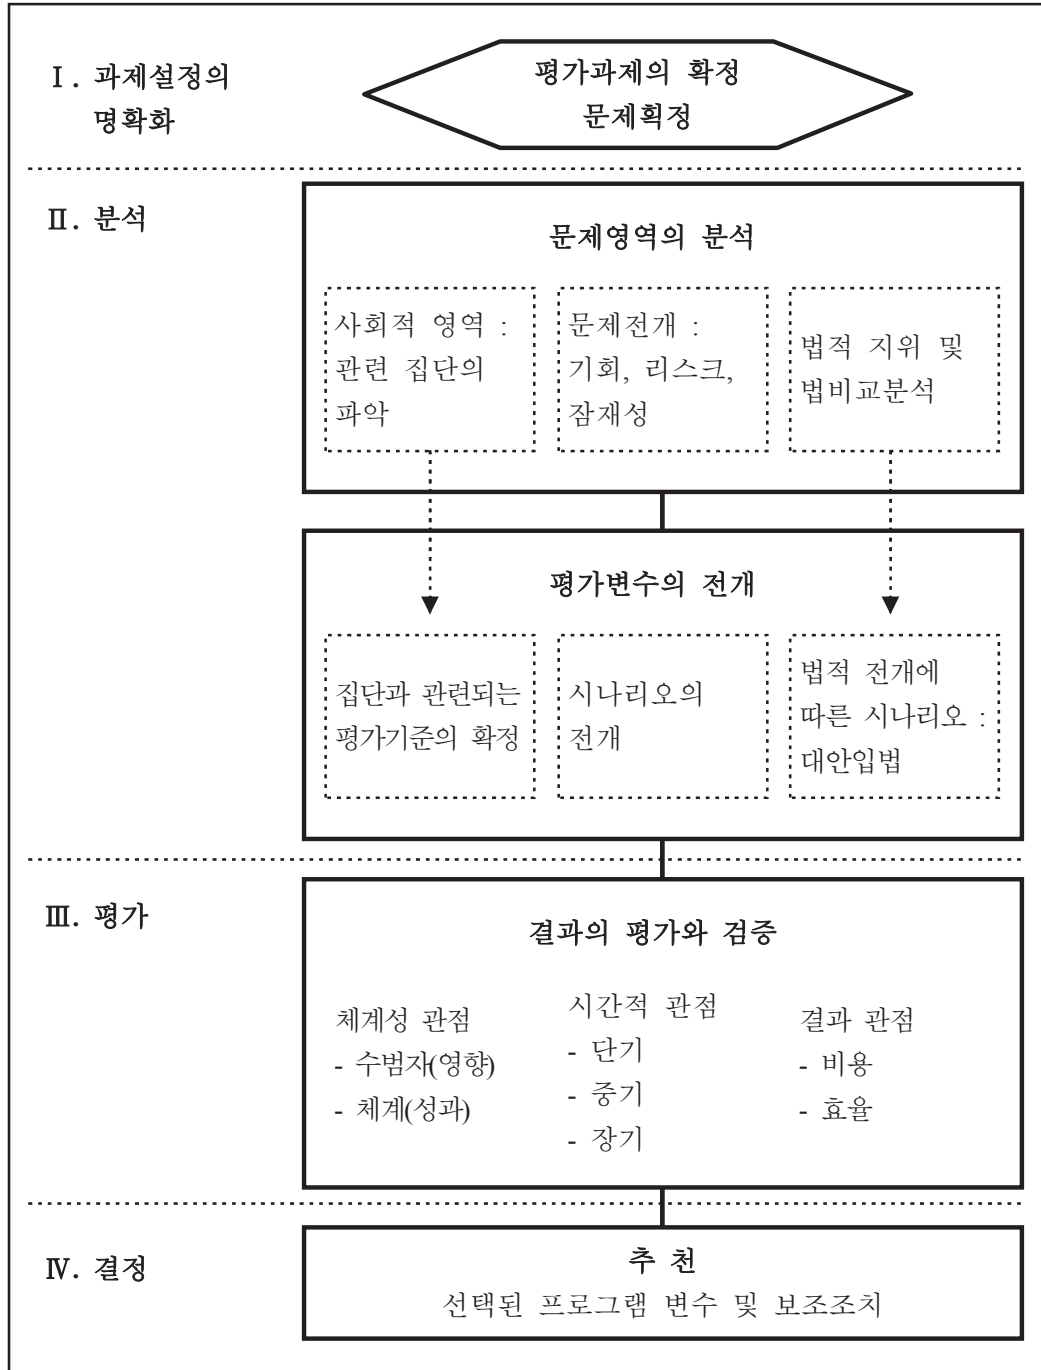 Ⅰ. 과제설정의
명확화
평가과제의 확정
문제획정
Ⅱ. 분석
문제영역의 분석
사회적 영역 :
관련 집단의
파악
문제전개 :
기회, 리스크,
잠재성
법적 지위 및
법비교분석
평가변수의 전개
집단과 관련되는
평가기준의 확정
시나리오의
전개
법적 전개에
따른 시나리오 :
대안입법
Ⅲ. 평가
결과의 평가와 검증
체계성 관점
- 수범자(영향)
- 체계(성과)
시간적 관점
- 단기
- 중기
- 장기
결과 관점
- 비용
- 효율
Ⅳ. 결정
추 천
선택된 프로그램 변수 및 보조조치